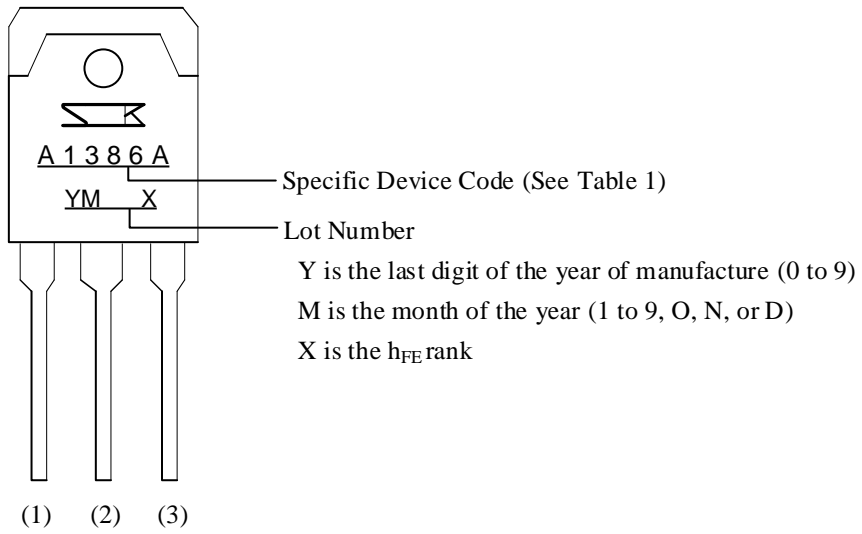 A1386A
YM X
Specific Device Code (See Table 1)
Lot Number
Y is the last digit of the year of manufacture (0 to 9)
M is the month of the year (1 to 9, O, N, or D)
X is the hFE rank
(1) (2) (3)